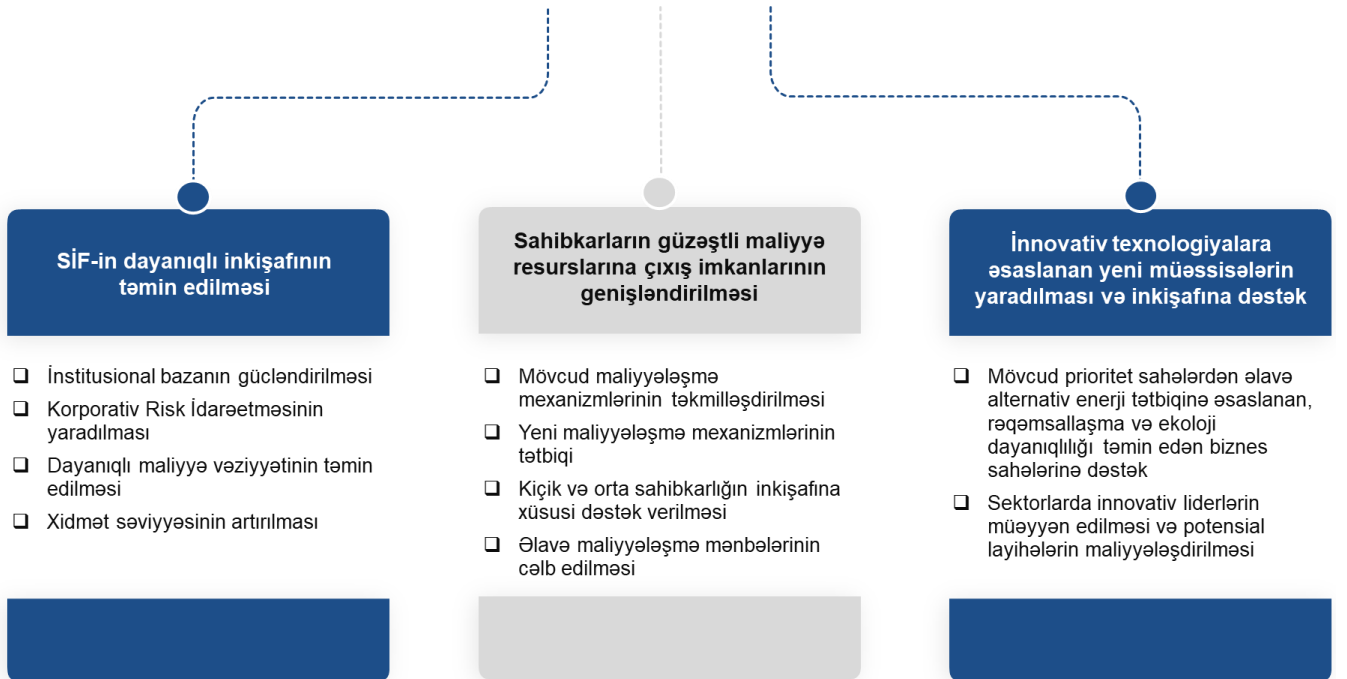 SİF-in dayanıqlı inkişafının
təmin edilməsi
❑ İnstitusional bazanın gücləndirilməsi
❑ Korporativ Risk İdarəetməsinin
yaradılması
❑ Dayanıqlı maliyyə vəziyyətinin təmin
edilməsi
❑ Xidmət səviyyəsinin artırılması
Sahibkarların güzəştli maliyyə
resurslarına çıxış imkanlarının
genişləndirilməsi
❑ Mövcud maliyyələşmə
mexanizmlərinin təkmilləşdirilməsi
❑ Yeni maliyyələşmə mexanizmlərinin
tətbiqi
❑ Kiçik və orta sahibkarlığın inkişafına
xüsusi dəstək verilməsi
❑ Əlavə maliyyələşmə mənbələrinin
cəlb edilməsi
İnnovativ texnologiyalara
əsaslanan yeni müəssisələrin
yaradılması və inkişafına dəstək
❑ Mövcud prioritet sahələrdən əlavə
alternativ enerji tətbiqinə əsaslanan,
rəqəmsallaşma və ekoloji
dayanıqlılığı təmin edən biznes
sahələrinə dəstək
❑ Sektorlarda innovativ liderlərin
müəyyən edilməsi və potensial
layihələrin maliyyələşdirilməsi